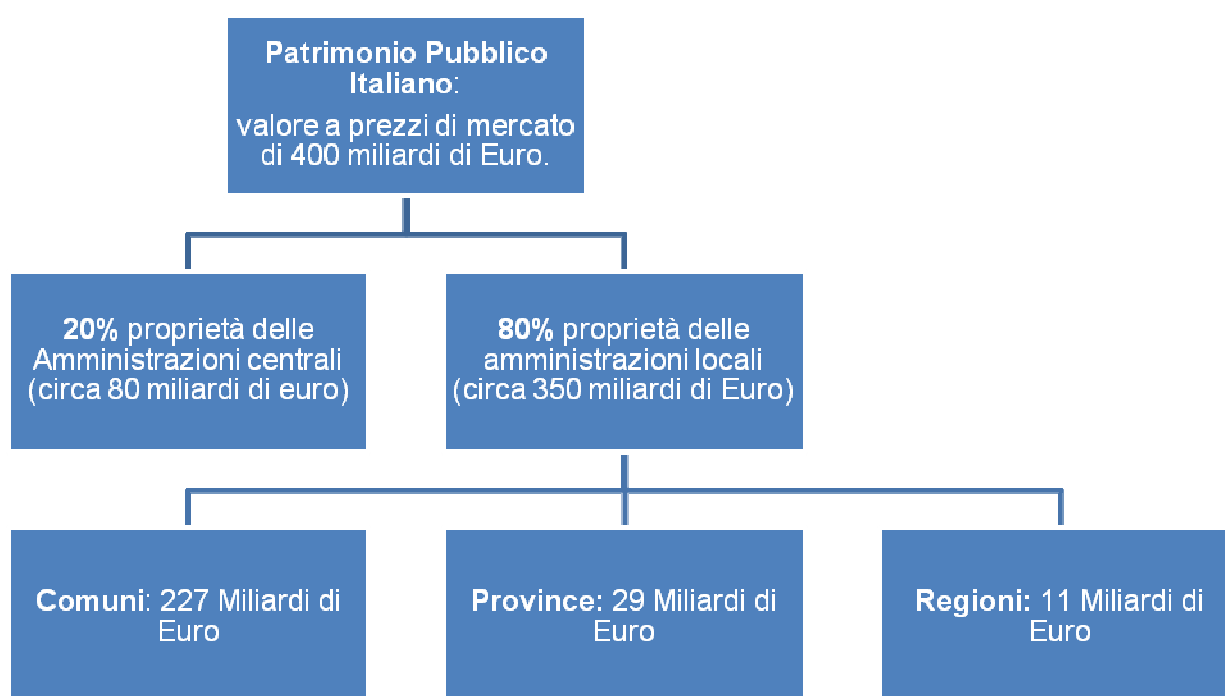 Patrimonio Pubblico
Italiano:
valore a prezzi di mercato
di 400 miliardi di Euro.
20% proprietà delle
Amministrazioni centrali
(circa 80 miliardi di euro)
80% proprietà delle
amministrazioni locali
(circa 350 miliardi di Euro)
Comuni: 227 Miliardi di
Euro
Province: 29 Miliardi di
Euro
Regioni: 11 Miliardi di
Euro